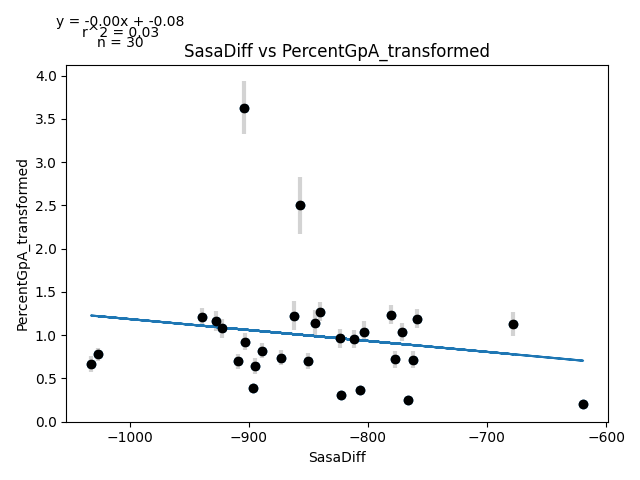 y = -0.00x + -0.08
r^2 = 0.03
n = 30
SasaDiff vs PercentGpA_transformed
4.0
3.5
3.0
2.5
2.0
1.5
1.0
0.5
0.0
PercentGpA_transformed
−1000
−900
−800
−700
−600
SasaDiff